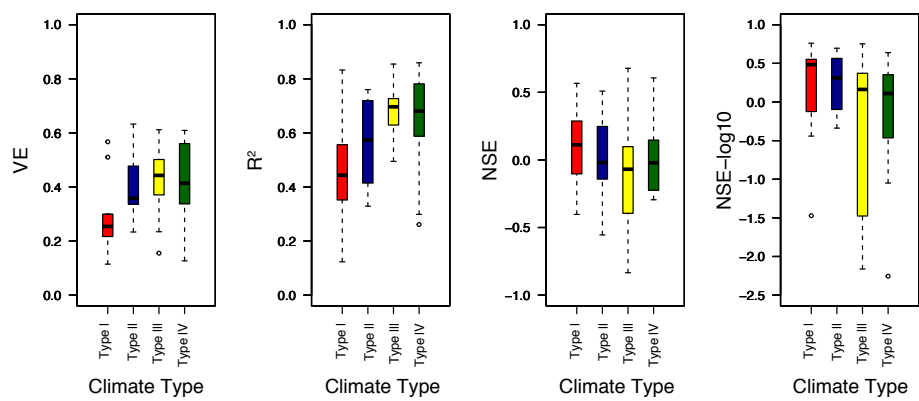 VE
1.0
0.8
0.6
0.4
0.2
0.0
Type I
Type II
Type III
Type IV
Climate Type
R²
1.0
0.8
0.6
0.4
0.2
0.0
Type I
Type II
Type III
Type IV
Climate Type
NSE
1.0
0.5
0.0
−0.5
−1.0
Type I
Type II
Type III
Type IV
Climate Type
NSE−log10
1.0
0.5
0.0
−0.5
−1.0
−1.5
−2.0
−2.5
Type I
Type II
Type III
Type IV
Climate Type